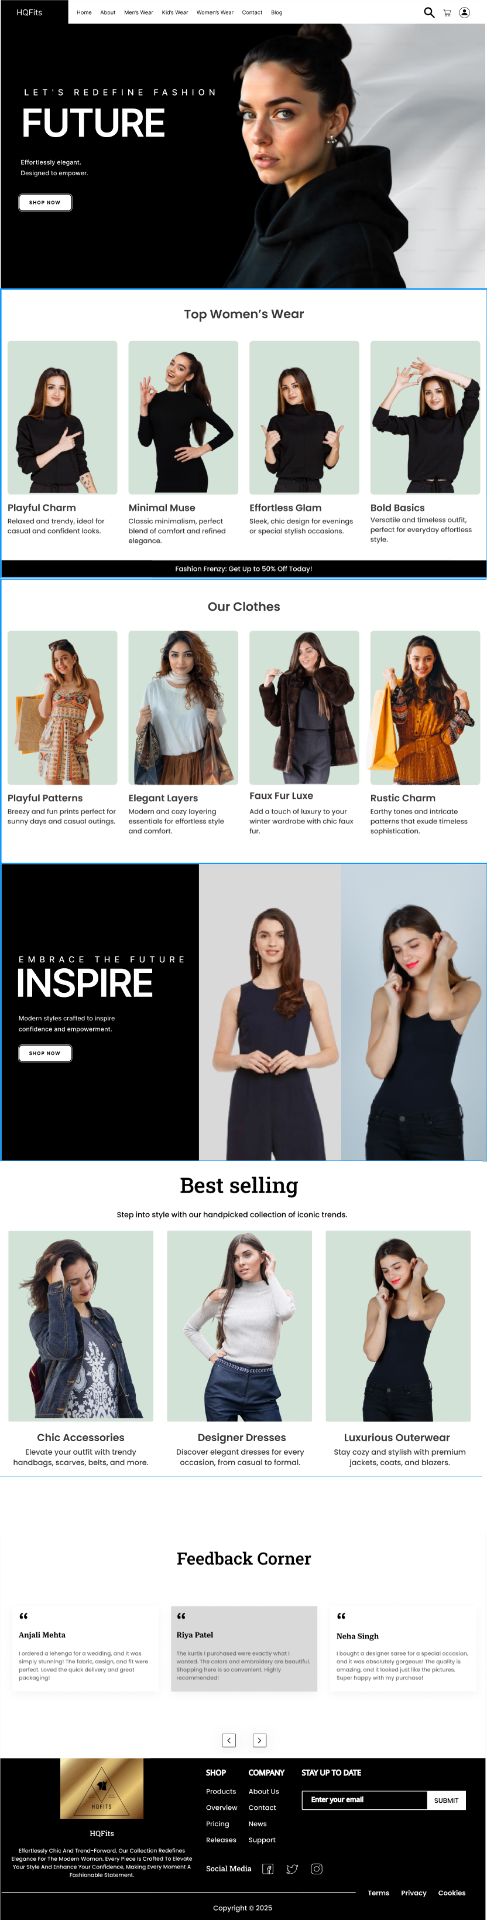 HQFits
Home About Men's Wear Kid's Wear Women's Wear Contact Blog
LET'S REDEFINE FASHION
FUTURE
Effortlessly elegant.
Designed to empower.
SHOP NOW
Top Women's Wear
Playful Charm
Relaxed and trendy, ideal for
casual and confident looks.
Minimal Muse
Classic minimalism, perfect
blend of comfort and refined
elegance.
Effortless Glam
Sleek, chic design for evenings
or special stylish occasions.
Bold Basics
Versatile and timeless outfit,
perfect for everyday effortless
style.
Fashion Frenzy: Get Up to 50% Off Today!
Our Clothes
Playful Patterns
Breezy and fun prints perfect for
sunny days and casual outings.
Elegant Layers
Modern and cozy layering
essentials for effortless style
and comfort.
Faux Fur Luxe
Add a touch of luxury to your
winter wardrobe with chic faux
fur.
Rustic Charm
Earthy tones and intricate
patterns that exude timeless
sophistication.
EMBRACE THE FUTURE
INSPIRE
Modern styles crafted to inspire
confidence and empowerment.
SHOP NOW
Best selling
Step into style with our handpicked collection of iconic trends.
Chic Accessories
Elevate your outfit with trendy
handbags, scarves, belts, and more.
Designer Dresses
Discover elegant dresses for every
occasion, from casual to formal.
Luxurious Outerwear
Stay cozy and stylish with premium
jackets, coats, and blazers.
Feedback Corner
“
Anjali Mehta
I ordered a lehenga for a wedding, and it was
simply stunning! The fabric, design, and fit were
perfect. Loved the quick delivery and great
packaging!
“
Riya Patel
The kurtis I purchased were exactly what I
wanted. The colors and embroidery are beautiful.
Shopping here is so convenient. Highly
recommended!
“
Neha Singh
I bought a designer saree for a special occasion,
and it was absolutely gorgeous! The quality is
amazing, and it looked just like the pictures.
Super happy with my purchase!
HQFITS
HQFits
Effortlessly Chic And Trend-Forward, Our Collection Redefines
Elegance For The Modern Woman. Every Piece Is Crafted To Elevate
Your Style And Enhance Your Confidence, Making Every Moment A
Fashionable Statement.
SHOP
Products
Overview
Pricing
Releases
COMPANY
About Us
Contact
News
Support
STAY UP TO DATE
Enter your email
SUBMIT
Social Media
Terms Privacy Cookies
Copyright © 2025